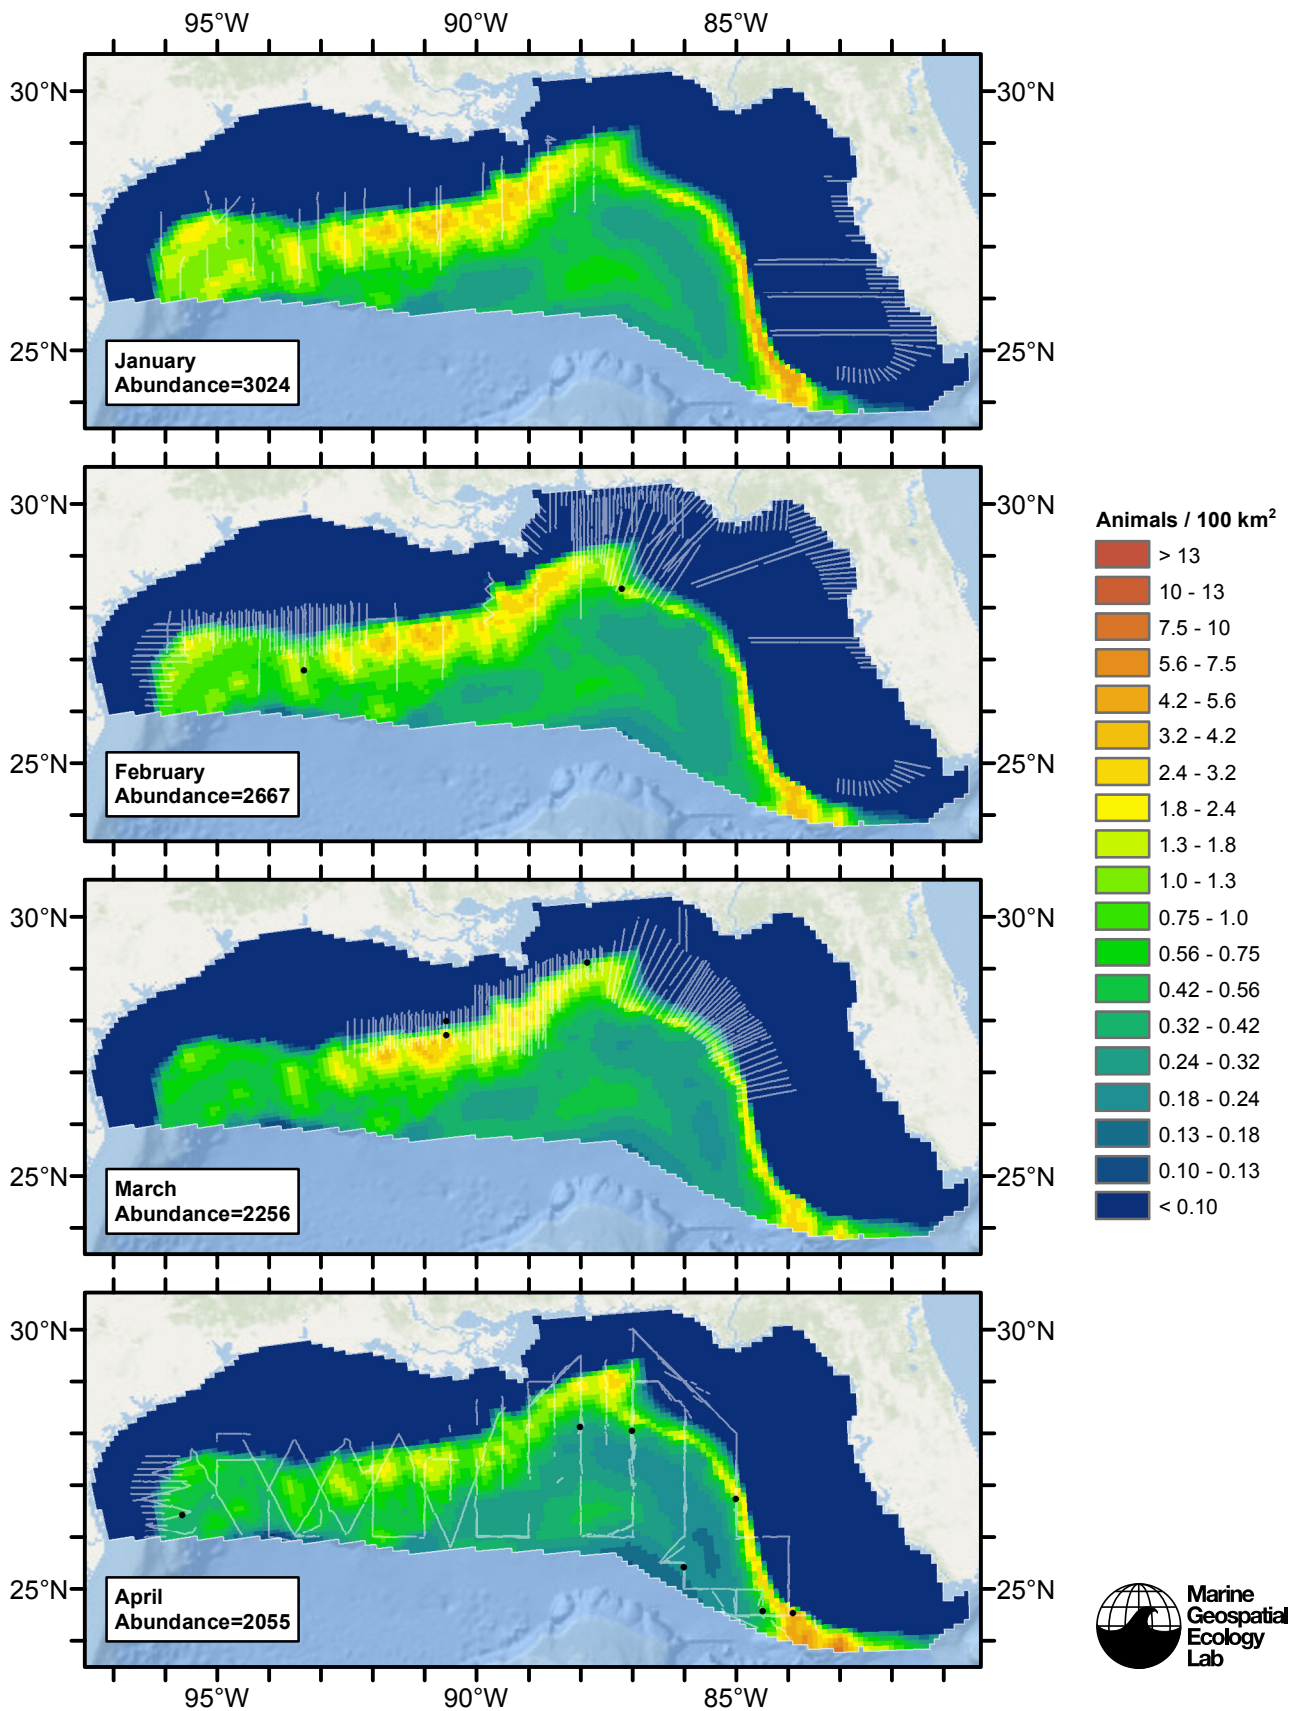 95°W 90°W 85°W
30°N 30°N
25°N 25°N
January
Abundance=3024
30°N 30°N
25°N 25°N
February
Abundance=2667
30°N 30°N
25°N 25°N
March
Abundance=2256
30°N 30°N
25°N 25°N
April
Abundance=2055
95°W 90°W 85°W
Animals / 100 km²
> 13
10 - 13
7.5 - 10
5.6 - 7.5
4.2 - 5.6
3.2 - 4.2
2.4 - 3.2
1.8 - 2.4
1.3 - 1.8
1.0 - 1.3
0.75 - 1.0
0.56 - 0.75
0.42 - 0.56
0.32 - 0.42
0.24 - 0.32
0.18 - 0.24
0.13 - 0.18
0.10 - 0.13
< 0.10
Marine
Geospatial
Ecology
Lab